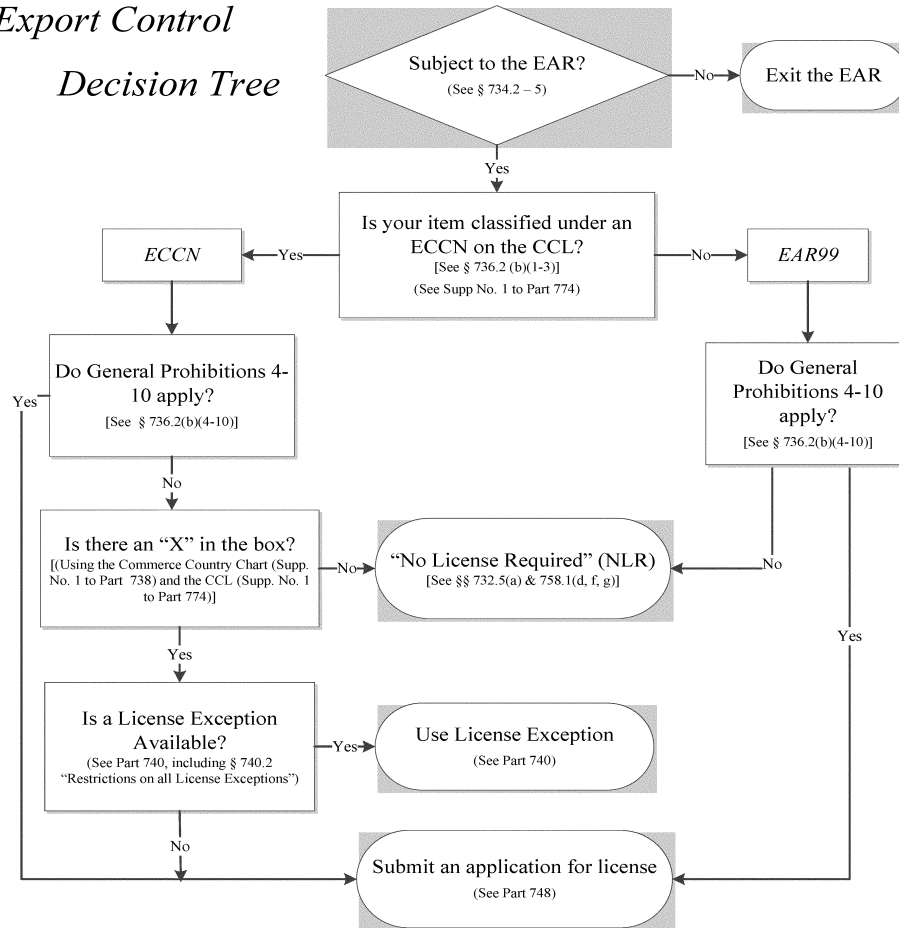 Export Control
Decision Tree
Subject to the EAR?
(See § 734.2 – 5)
No
Exit the EAR
Yes
Is your item classified under an
ECCN on the CCL?
[See § 736.2 (b)(1-3)]
(See Supp No. 1 to Part 774)
Yes
ECCN
No
EAR99
Do General Prohibitions 4-
10 apply?
[See § 736.2(b)(4-10)]
Yes
No
Do General
Prohibitions 4-10
apply?
[See § 736.2(b)(4-10)]
Is there an “X” in the box?
[(Using the Commerce Country Chart (Supp.
No. 1 to Part 738) and the CCL (Supp. No. 1
to Part 774)]
No
“No License Required” (NLR)
[See §§ 732.5(a) & 758.1(d, f, g)]
No
Yes
Yes
Is a License Exception
Available?
(See Part 740, including § 740.2
“Restrictions on all License Exceptions”)
Yes
Use License Exception
(See Part 740)
No
Submit an application for license
(See Part 748)